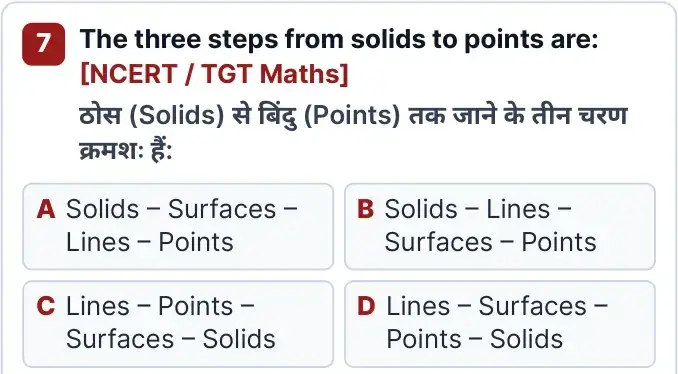 7 The three steps from solids to points are:
[NCERT / TGT Maths]
ठोस (Solids) से बिंदु (Points) तक जाने के तीन चरण
क्रमशः हैं:
A Solids – Surfaces –
Lines – Points
B Solids – Lines –
Surfaces – Points
C Lines – Points –
Surfaces – Solids
D Lines – Surfaces –
Points – Solids